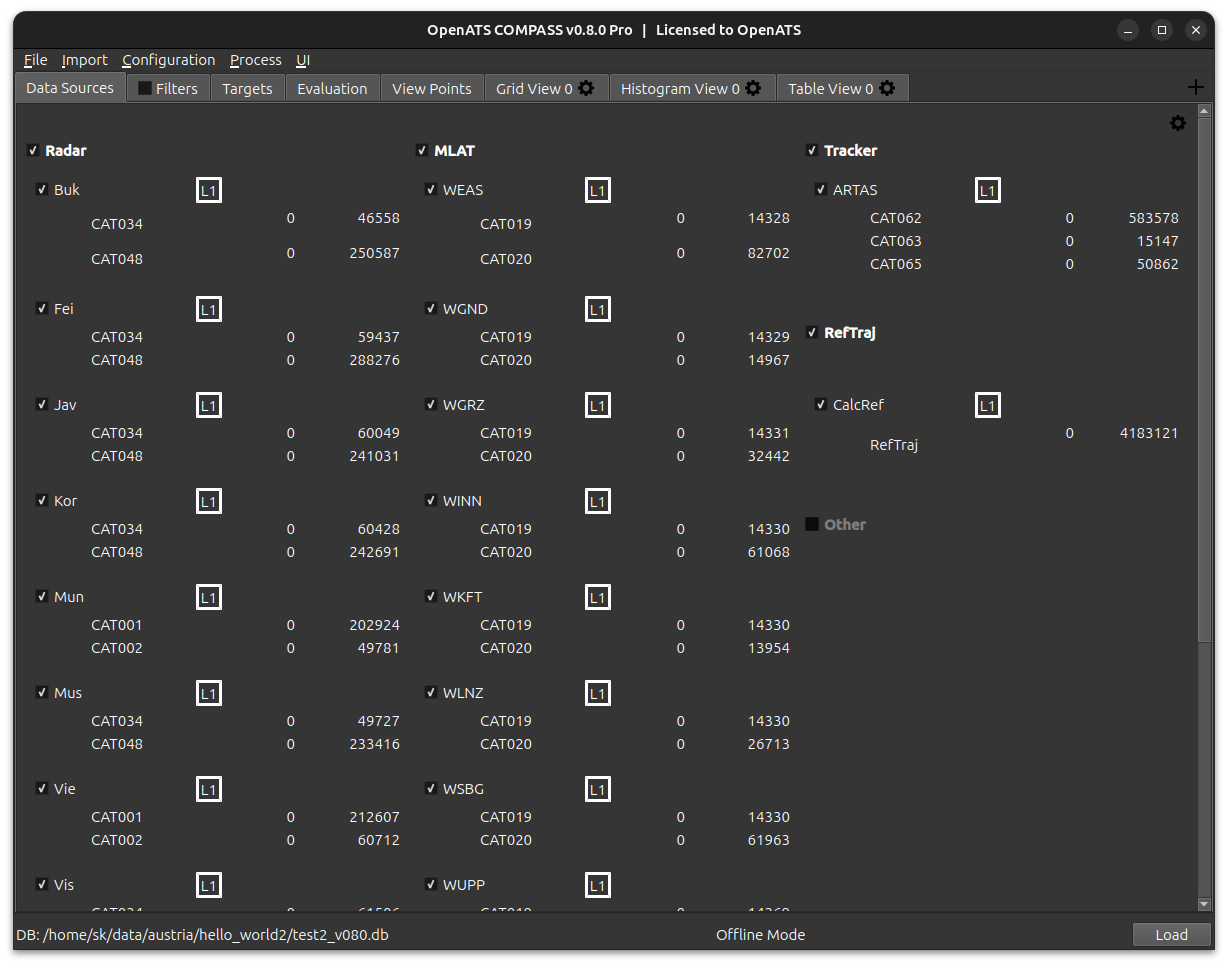 OpenATS COMPASS v0.8.0 Pro | Licensed to OpenATS
File Import Configuration Process UI
Data Sources Filters Targets Evaluation View Points Grid View 0 Histogram View 0 Table View 0
Radar
Buk L1
CAT034 0 46558
CAT048 0 250587
Fei L1
CAT034 0 59437
CAT048 0 288276
Jav L1
CAT034 0 60049
CAT048 0 241031
Kor L1
CAT034 0 60428
CAT048 0 242691
Mun L1
CAT001 0 202924
CAT002 0 49781
Mus L1
CAT034 0 49727
CAT048 0 233416
Vie L1
CAT001 0 212607
CAT002 0 60712
Vis L1
MLAT
WEAS L1
CAT019 0 14328
CAT020 0 82702
WGND L1
CAT019 0 14329
CAT020 0 14967
WGRZ L1
CAT019 0 14331
CAT020 0 32442
WINN L1
CAT019 0 14330
CAT020 0 61068
WKFT L1
CAT019 0 14330
CAT020 0 13954
WLNZ L1
CAT019 0 14330
CAT020 0 26713
WSBG L1
CAT019 0 14330
CAT020 0 61963
WUPP L1
Tracker
ARTAS L1
CAT062 0 583578
CAT063 0 15147
CAT065 0 50862
RefTraj
CalcRef L1
RefTraj 0 4183121
Other
DB: /home/sk/data/austria/hello_world2/test2_v080.db Offline Mode Load